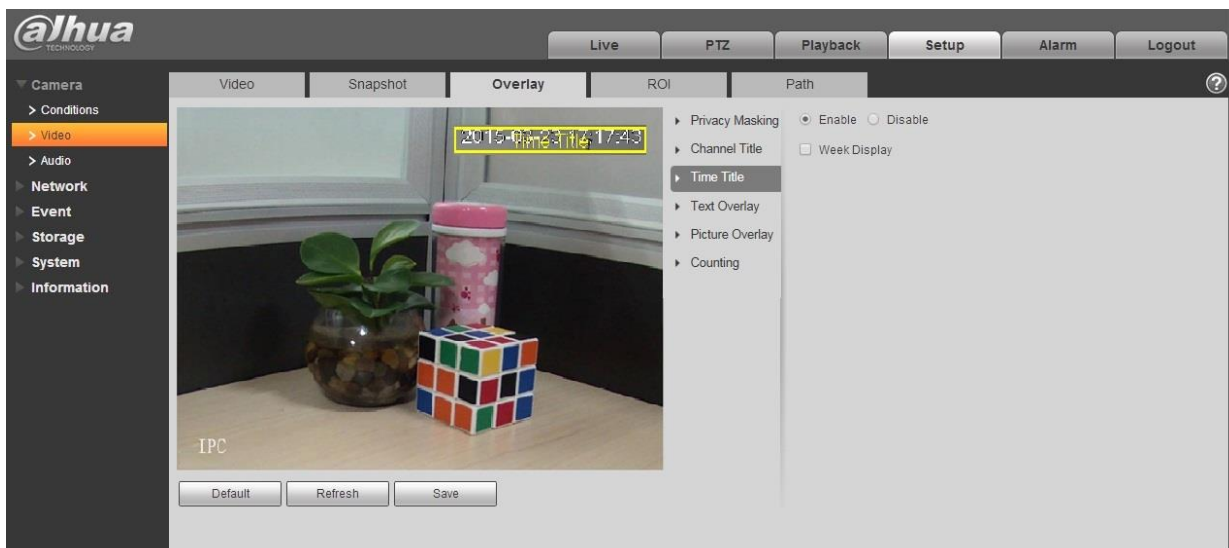 alhua
TECHNOLOGY
Live PTZ Playback Setup Alarm Logout
Camera
Video Snapshot Overlay ROI Path
?
> Conditions
> Video
> Audio
Network
Event
Storage
System
Information
Time Title
IPC
Privacy Masking
Channel Title
Time Title
Text Overlay
Picture Overlay
Counting
Enable Disable
Week Display
Default Refresh Save